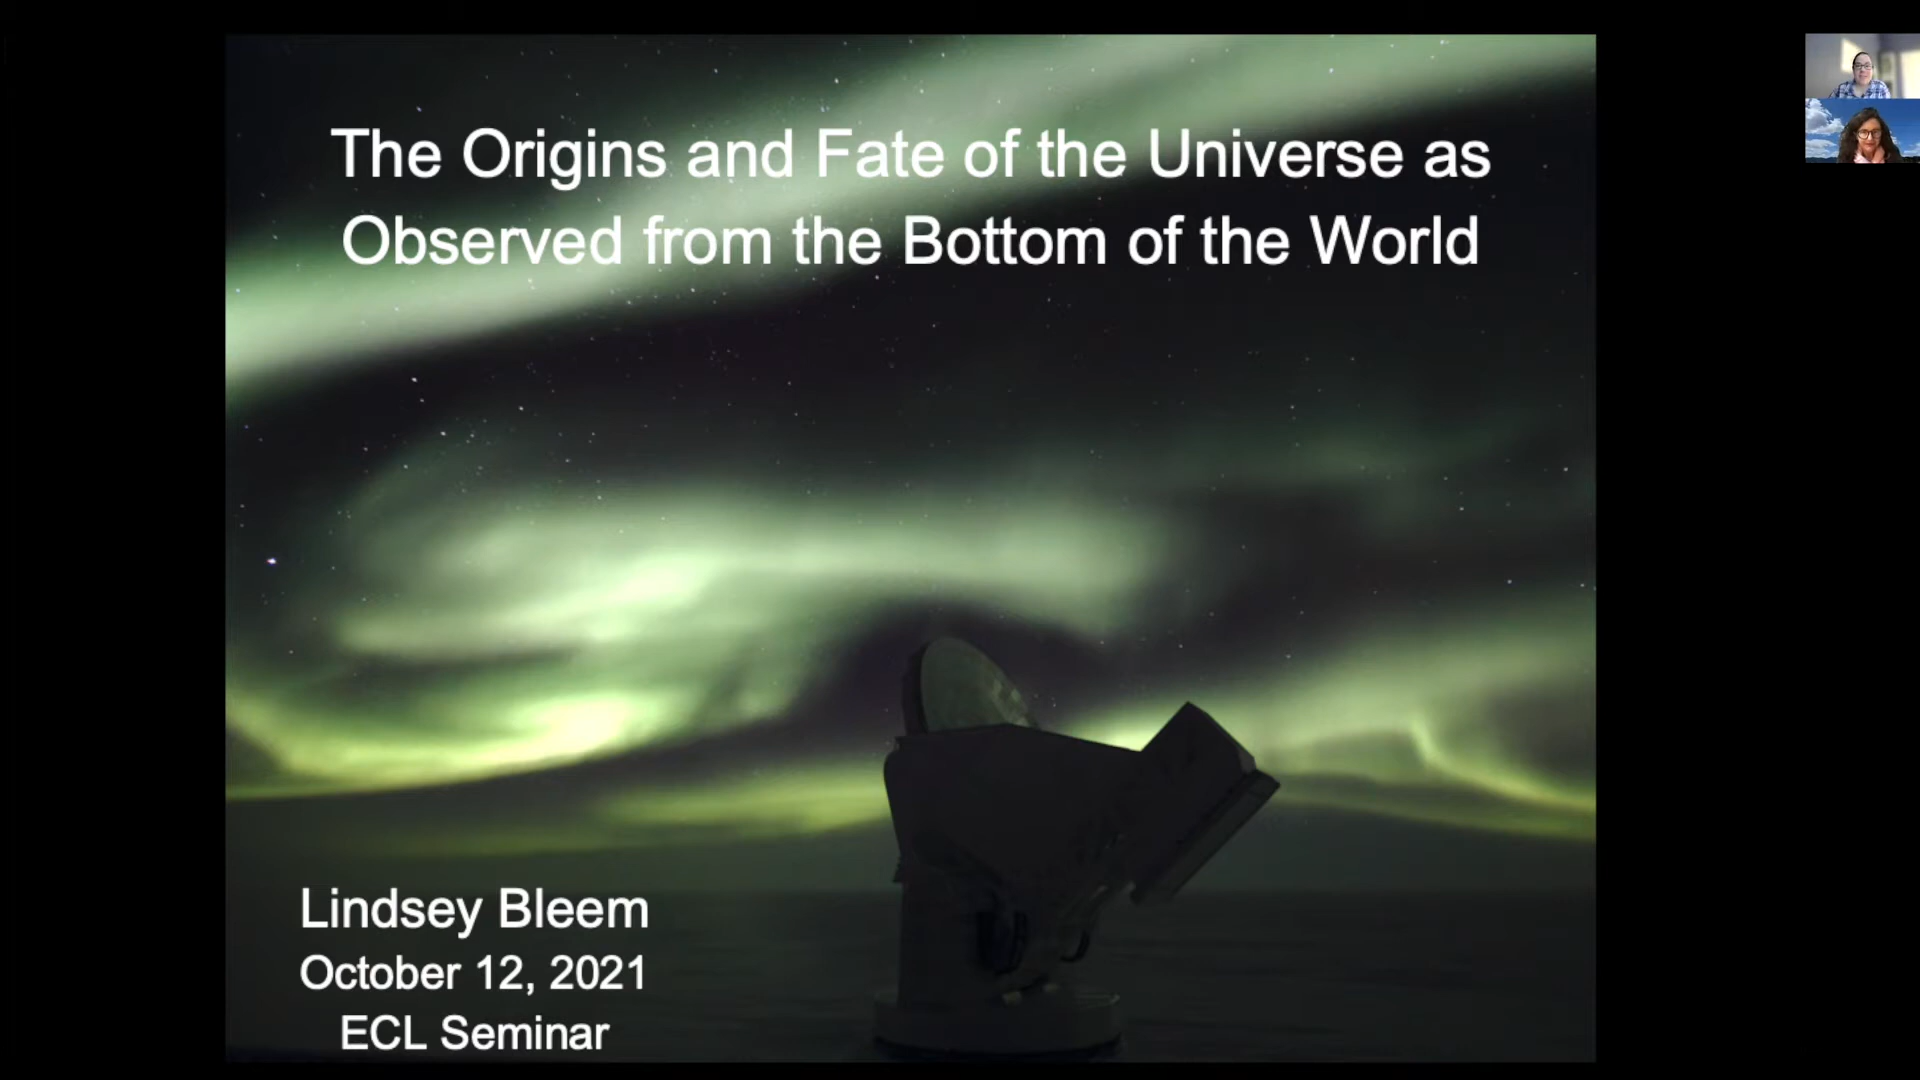 The Origins and Fate of the Universe as
Observed from the Bottom of the World
Lindsey Bleem
October 12, 2021
ECL Seminar